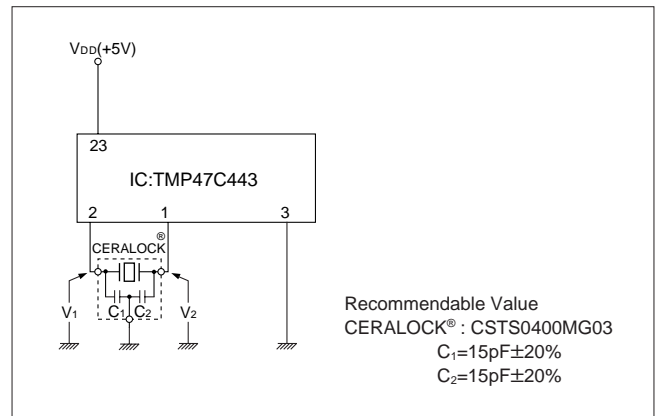 VDD(+5V)
23
IC:TMP47C443
2 1 3
®
CERALOCK
V1 C1 C2 V2
Recommendable Value
CERALOCK® : CSTS0400MG03
C1=15pF±20%
C2=15pF±20%